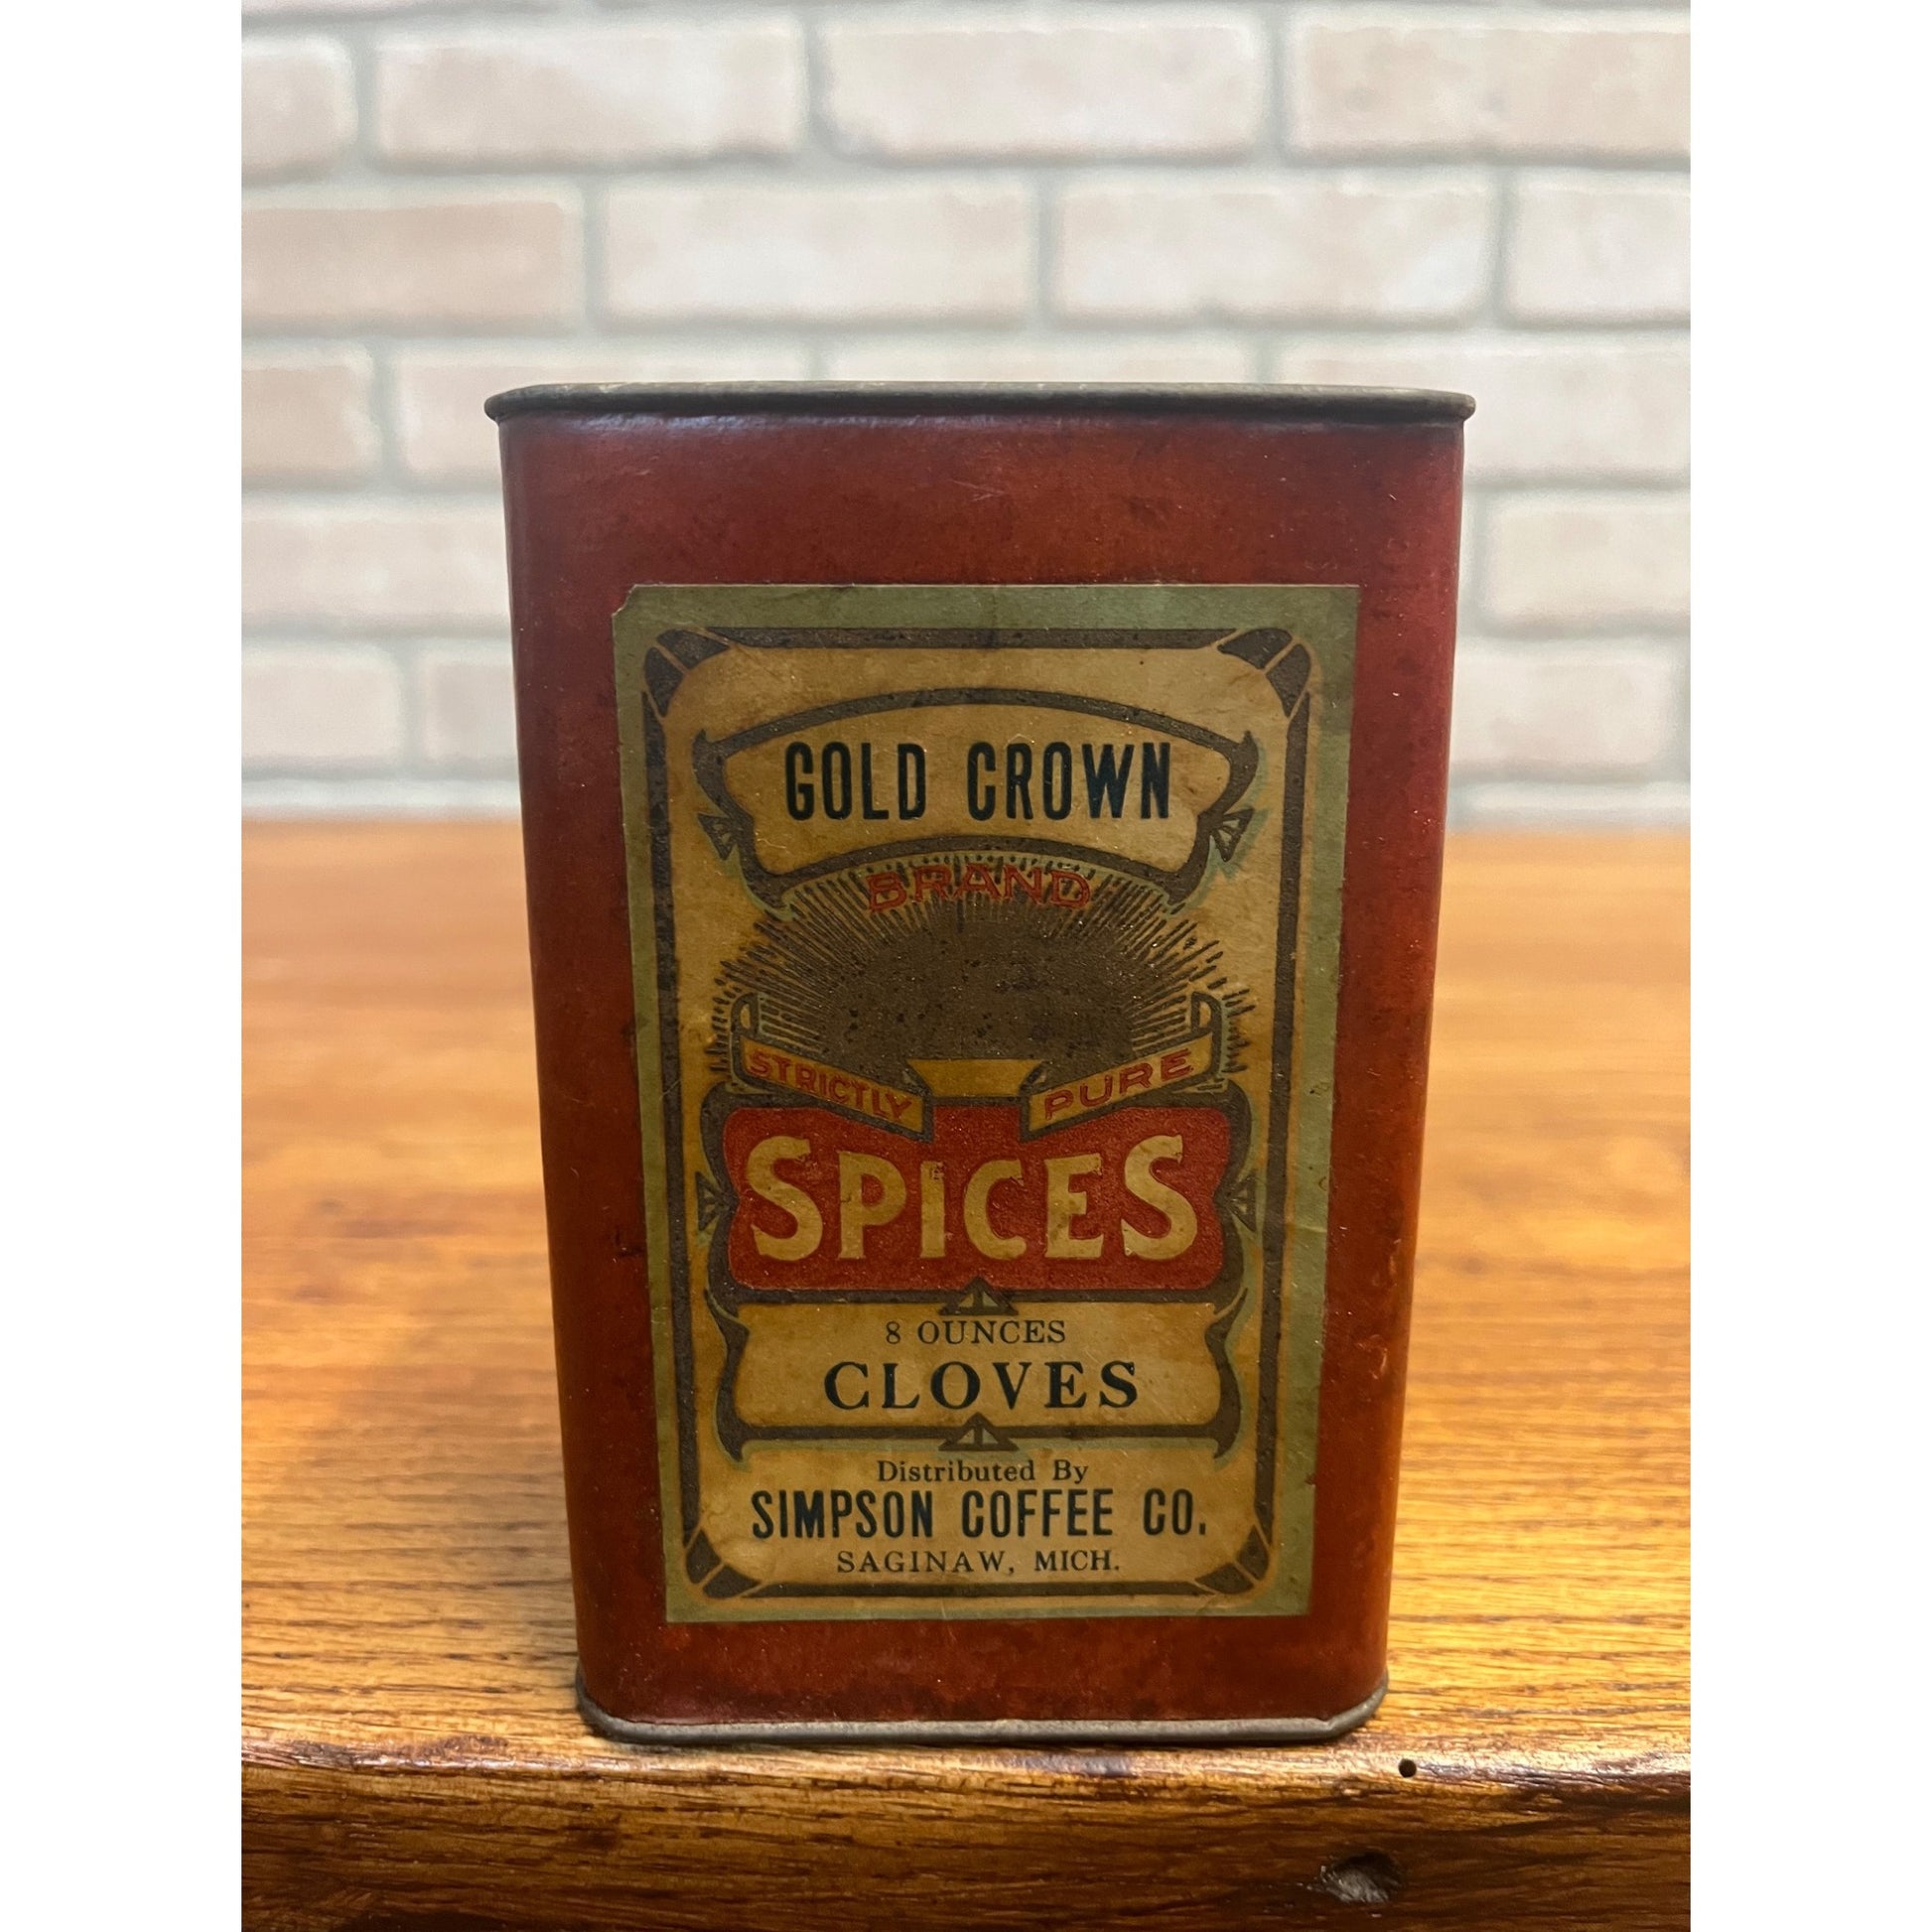 GOLD CROWN
BRAND
STRICTLY PURE
SPICES
8 OUNCES
CLOVES
Distributed By
SIMPSON COFFEE CO.
SAGINAW, MICH.